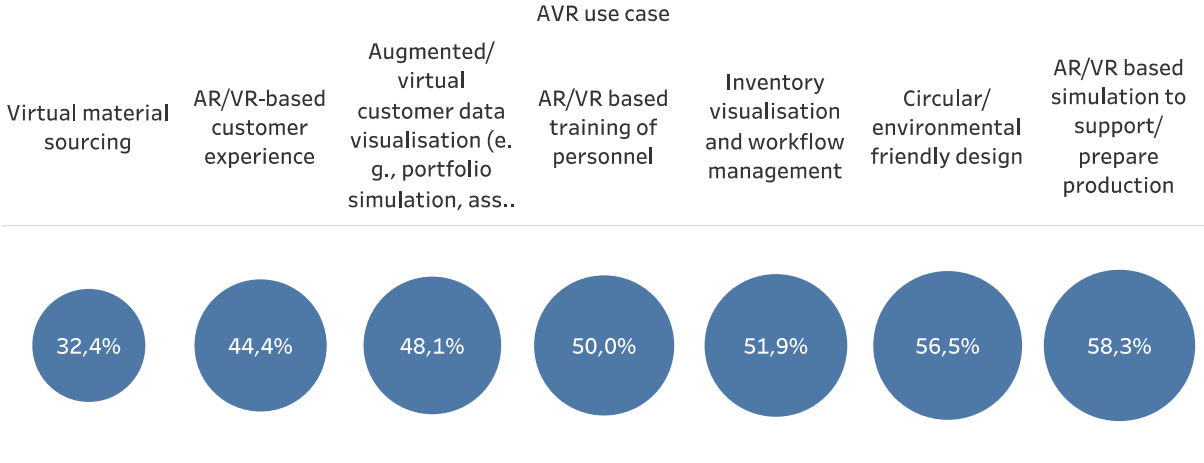 AVR use case
Virtual material
sourcing
AR/VR-based
customer
experience
Augmented/
virtual
customer data
visualisation (e.
g., portfolio
simulation, ass..
AR/VR based
training of
personnel
Inventory
visualisation
and workflow
management
Circular/
environmental
friendly design
AR/VR based
simulation to
support/
prepare
production
32,4%
44,4%
48,1%
50,0%
51,9%
56,5%
58,3%